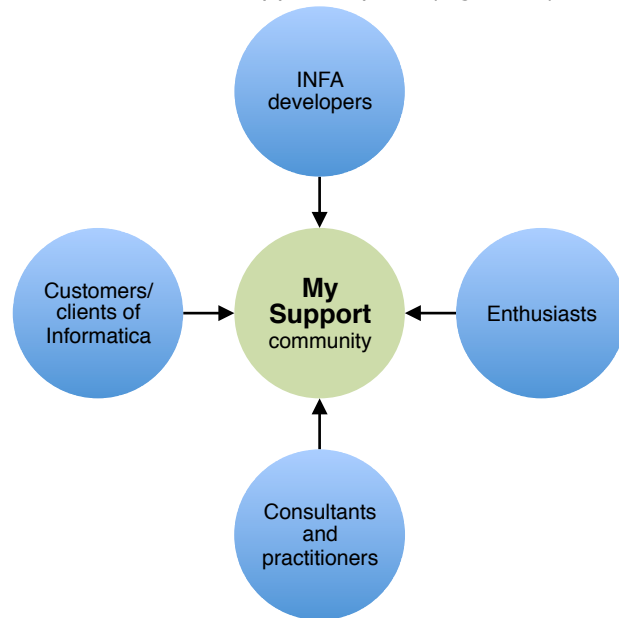 INFA
developers
Customers/
clients of
Informatica
My
Support
community
Enthusiasts
Consultants
and
practitioners